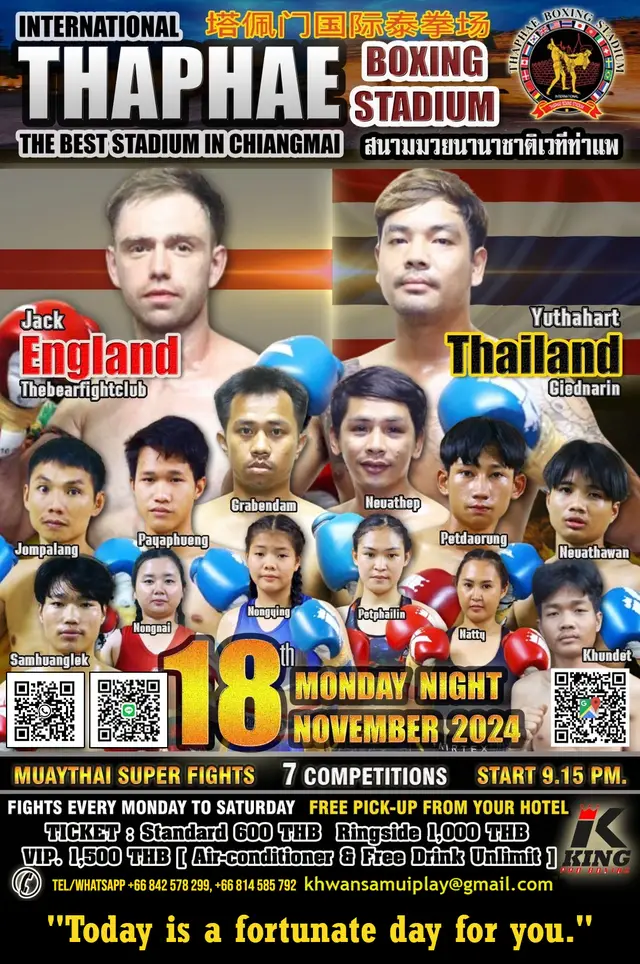 INTERNATIONAL
塔佩门国际泰拳场
THAPHAE
BOXING
STADIUM
THAPHAE BOXING STADIUM
INTERNATIONAL
THE BEST STADIUM IN CHIANGMAI
สนามมวยนานาชาติเวทีท่าแพ
Jack
England
Thebearfightclub
Yuthahart
Thailand
Giednarin
Grabendam
Neuathep
Jompalang
Payaphueng
Petdaorung
Neuathawan
Nongnai
Nongying
Petphailin
Natty
Samhuanglek
Khundet
18th
MONDAY NIGHT
NOVEMBER 2024
MUAYTHAI SUPER FIGHTS 7 COMPETITIONS START 9.15 PM.
FIGHTS EVERY MONDAY TO SATURDAY FREE PICK-UP FROM YOUR HOTEL
TICKET : Standard 600 THB Ringside 1,000 THB
VIP. 1,500 THB [ Air-conditioner & Free Drink Unlimit ]
K
KING
TEL/WHATSAPP +66 842 578 299, +66 814 585 792 khwansamuiplay@gmail.com
"Today is a fortunate day for you."